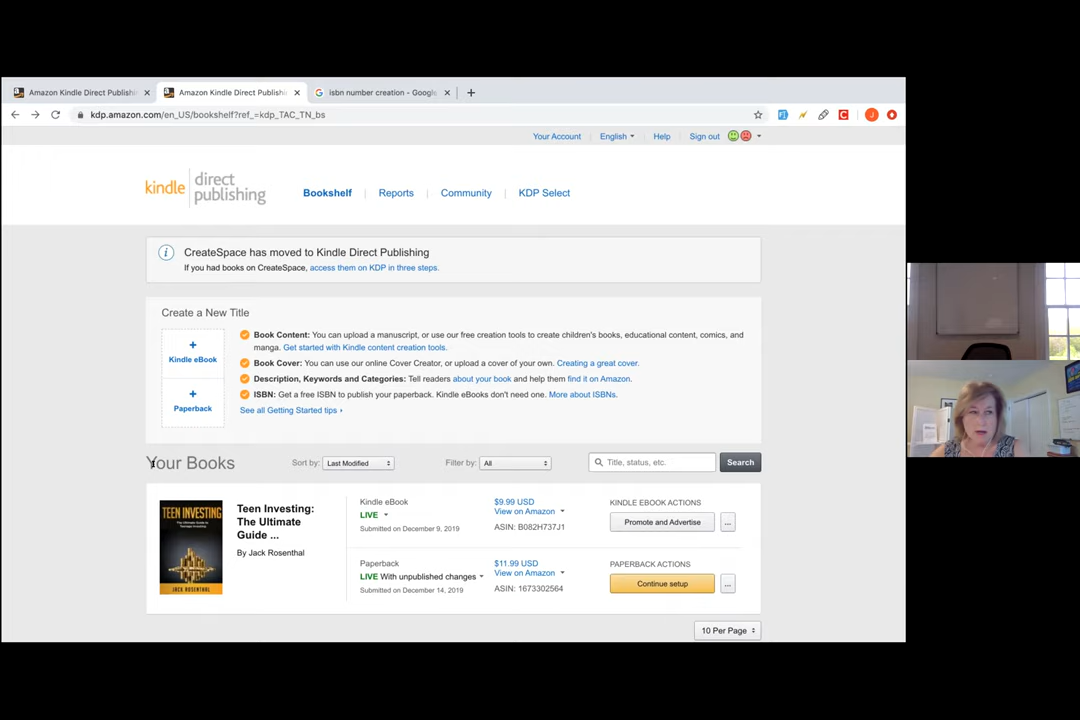 Amazon Kindle Direct Publishi
Amazon Kindle Direct Publishi
isbn number creation - Google
kdp.amazon.com/en_US/bookshelf?ref_=kdp_TAC_TN_bs
J
Your Account English Help Sign out
kindle direct publishing
Bookshelf Reports Community KDP Select
CreateSpace has moved to Kindle Direct Publishing
If you had books on CreateSpace, access them on KDP in three steps.
Create a New Title
+ Kindle eBook
+ Paperback
Book Content: You can upload a manuscript, or use our free creation tools to create children's books, educational content, comics, and
manga. Get started with Kindle content creation tools.
Book Cover: You can use our online Cover Creator, or upload a cover of your own. Creating a great cover.
Description, Keywords and Categories: Tell readers about your book and help them find it on Amazon.
ISBN: Get a free ISBN to publish your paperback. Kindle eBooks don't need one. More about ISBNs.
See all Getting Started tips ›
Your Books
Sort by: Last Modified
Filter by: All
Title, status, etc.
Search
TEEN INVESTING
The Ultimate Guide to
Teenage Investing
JACK ROSENTHAL
Teen Investing:
The Ultimate
Guide ...
By Jack Rosenthal
Kindle eBook
LIVE
Submitted on December 9, 2019
$9.99 USD
View on Amazon
ASIN: B082H737J1
KINDLE EBOOK ACTIONS
Promote and Advertise ...
Paperback
LIVE With unpublished changes
Submitted on December 14, 2019
$11.99 USD
View on Amazon
ASIN: 1673302564
PAPERBACK ACTIONS
Continue setup ...
10 Per Page